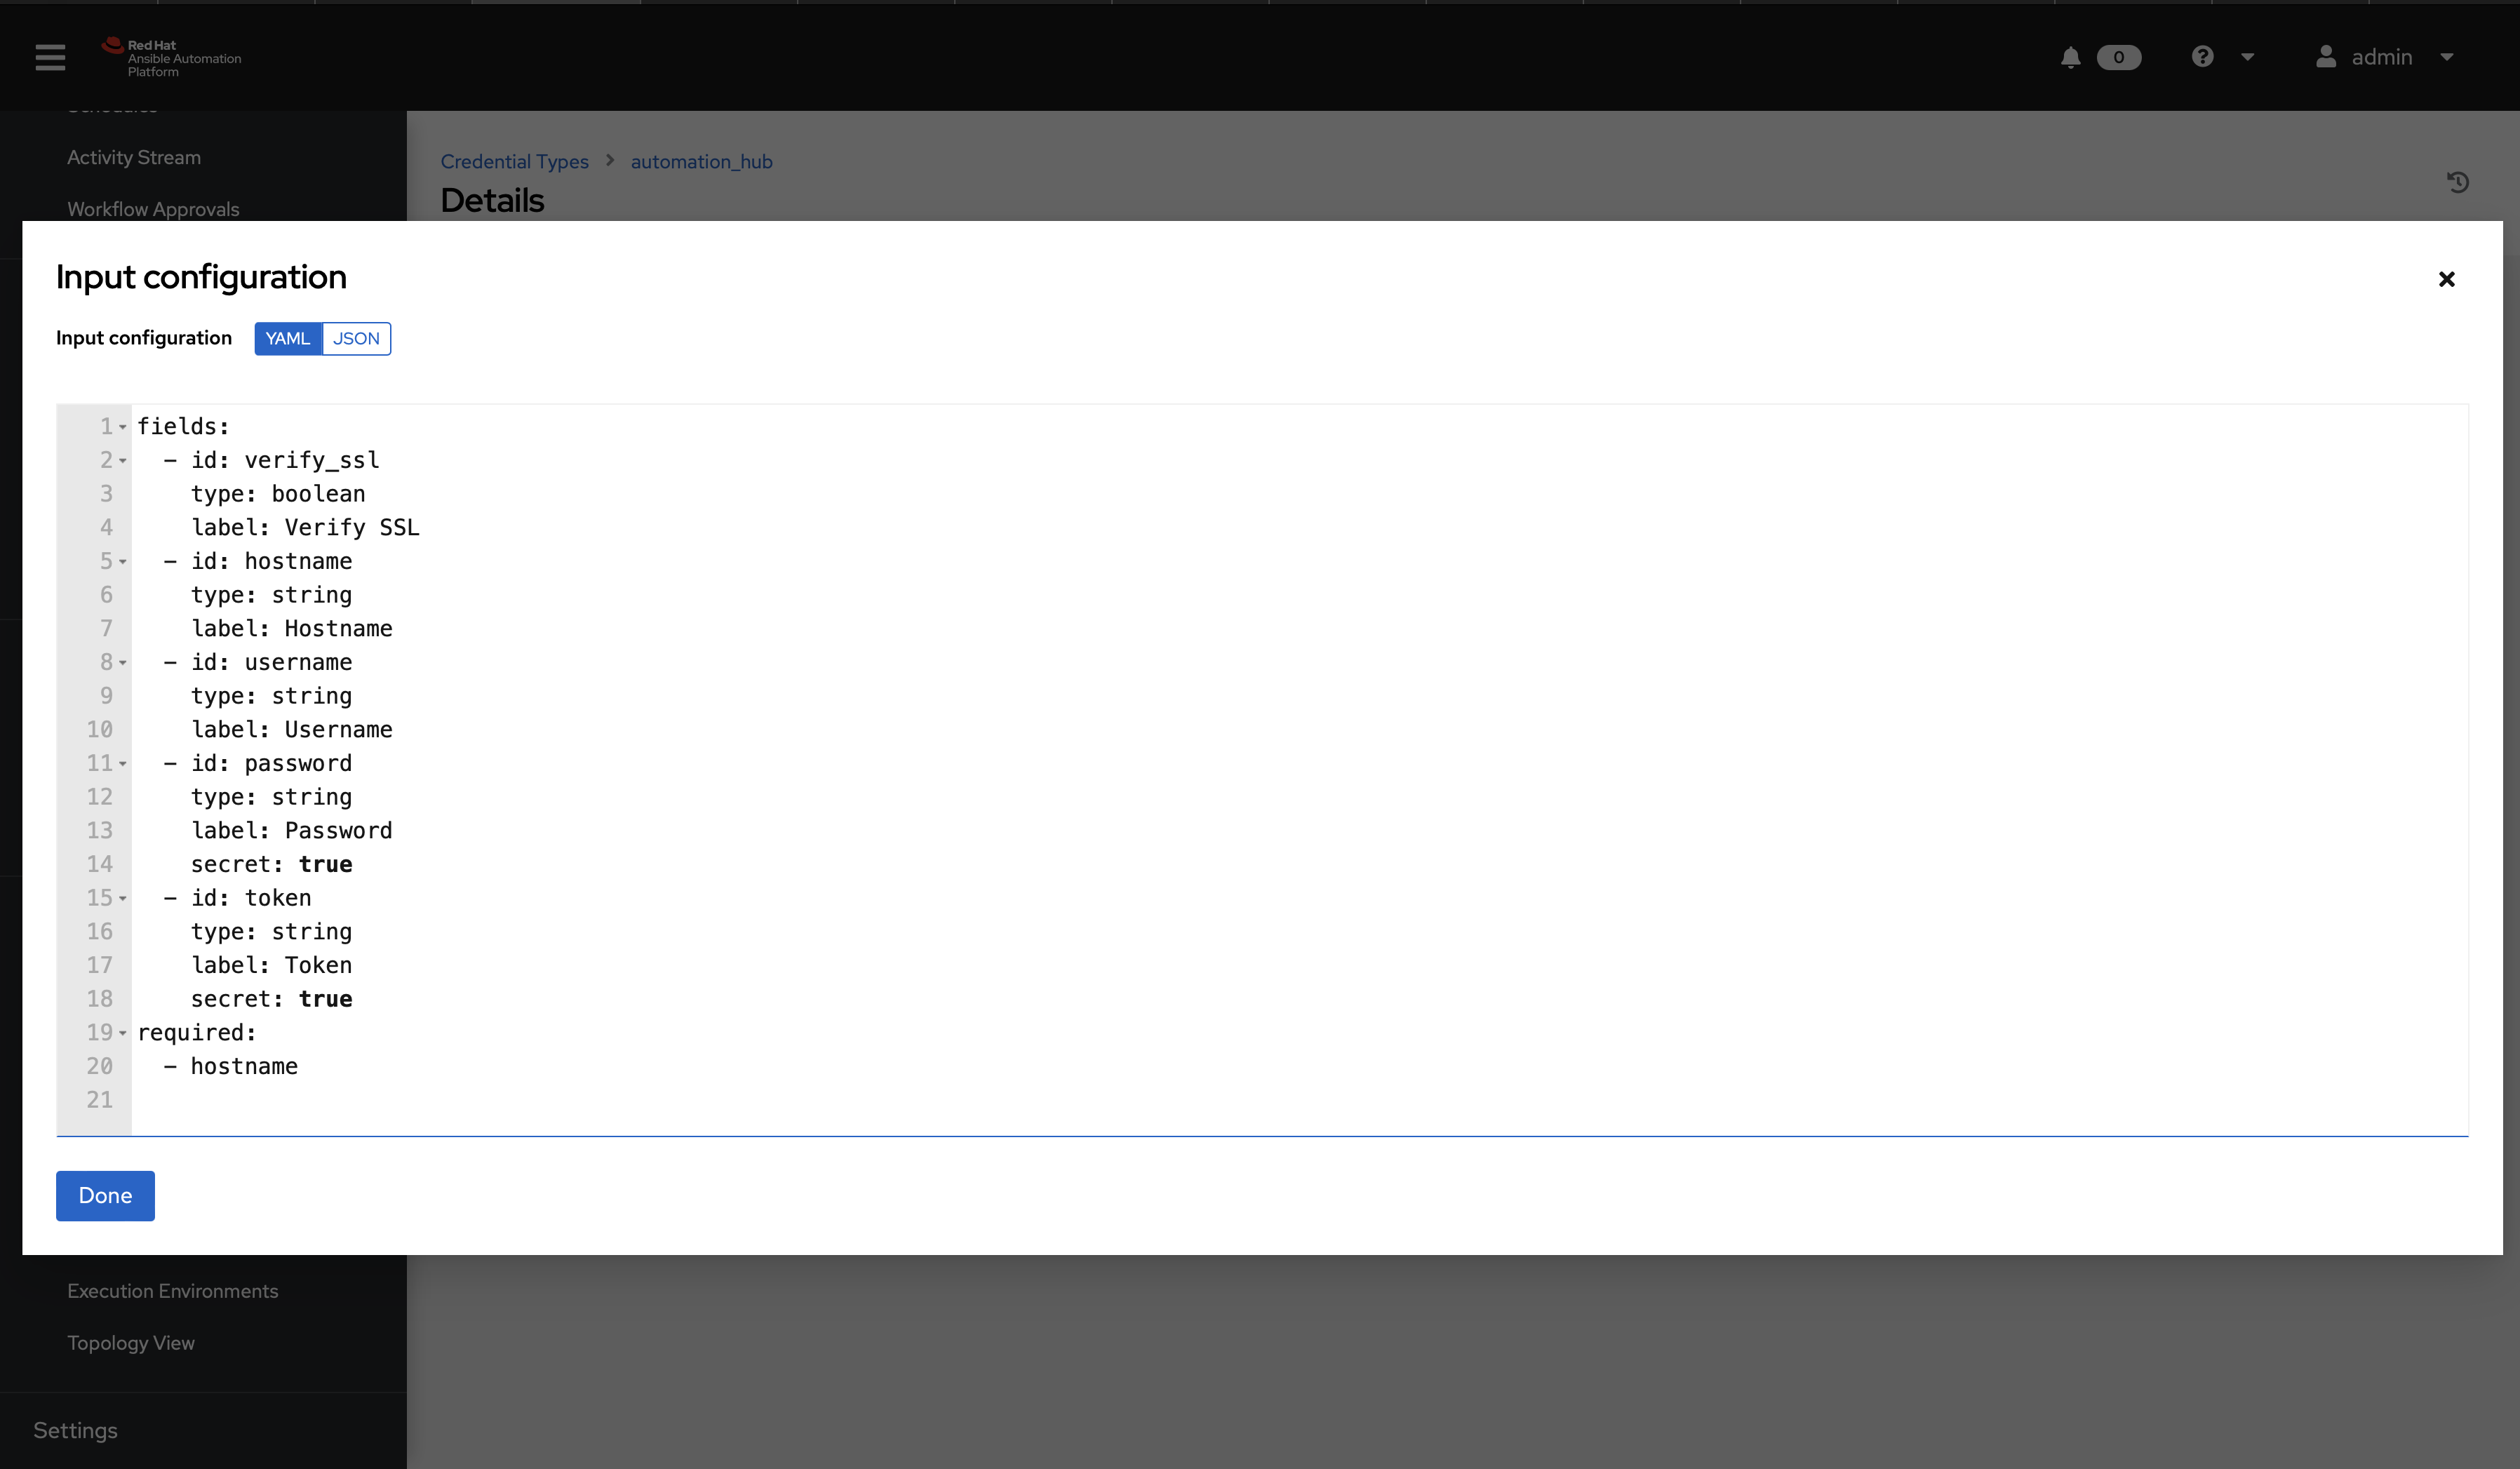 Red Hat
Ansible Automation
Platform
0
admin
Schedules
Activity Stream
Workflow Approvals
Credential Types > automation_hub
Details
Input configuration
Input configuration YAML JSON
1 fields:
2   - id: verify_ssl
3     type: boolean
4     label: Verify SSL
5   - id: hostname
6     type: string
7     label: Hostname
8   - id: username
9     type: string
10     label: Username
11   - id: password
12     type: string
13     label: Password
14     secret: true
15   - id: token
16     type: string
17     label: Token
18     secret: true
19 required:
20   - hostname
21
Done
Execution Environments
Topology View
Settings